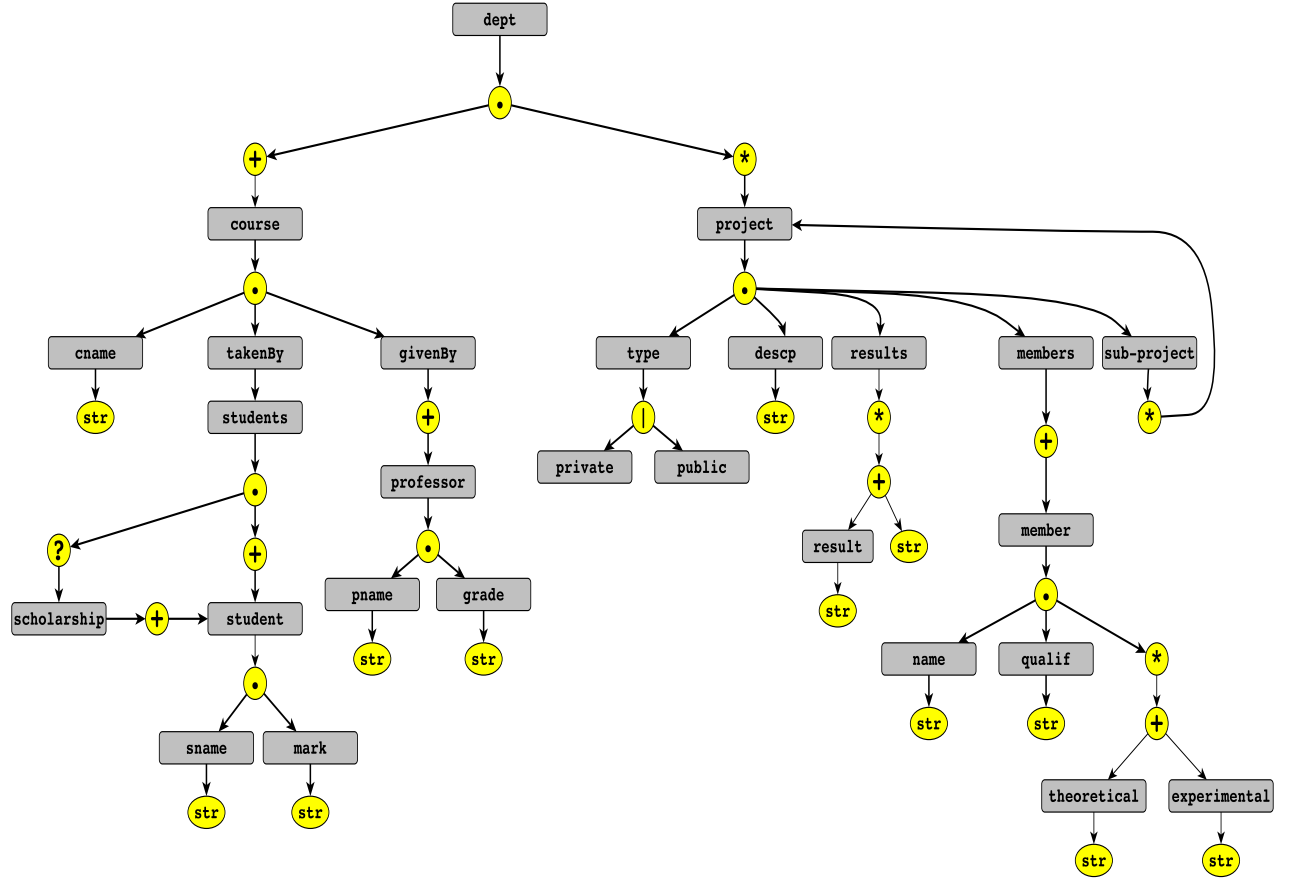 dept
.
+
*
course
project
.
.
cname
takenBy
givenBy
type
descp
results
members
sub-project
str
students
+
|
str
*
+
*
professor
private
public
+
.
?
+
.
result
str
member
scholarship
+
student
pname
grade
str
.
str
str
name
qualif
*
.
str
str
+
sname
mark
theoretical
experimental
str
str
str
str